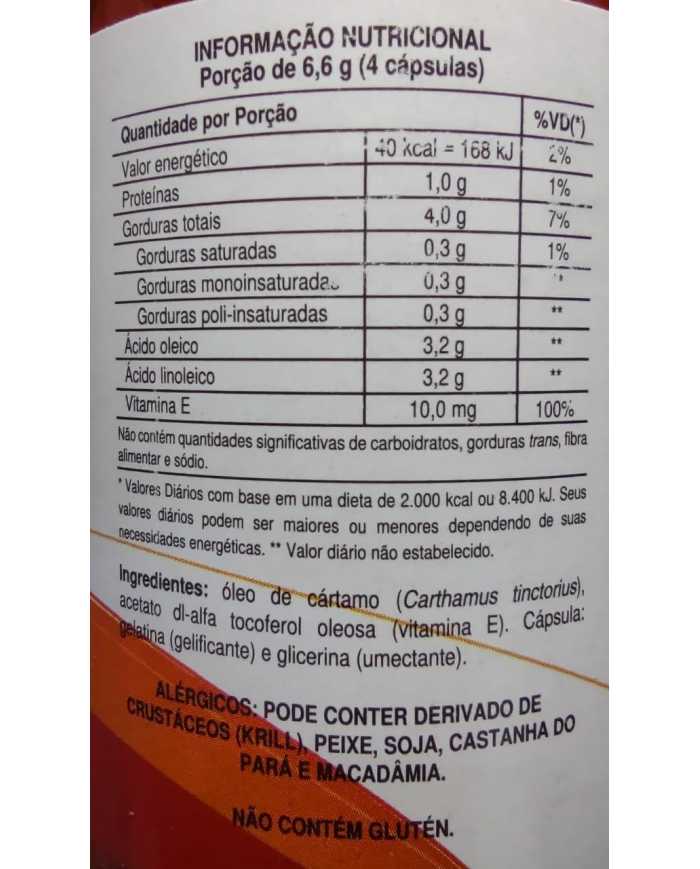 INFORMAÇÃO NUTRICIONAL
Porção de 6,6 g (4 cápsulas)
Quantidade por Porção %VD(*)
Valor energético 40 kcal = 168 kJ 2%
Proteínas 1,0 g 1%
Gorduras totais 4,0 g 7%
Gorduras saturadas 0,3 g 1%
Gorduras monoinsaturadas 0,3 g **
Gorduras poli-insaturadas 0,3 g **
Ácido oleico 3,2 g **
Ácido linoleico 3,2 g **
Vitamina E 10,0 mg 100%
Não contém quantidades significativas de carboidratos, gorduras trans, fibra
alimentar e sódio.
* Valores Diários com base em uma dieta de 2.000 kcal ou 8.400 kJ. Seus
valores diários podem ser maiores ou menores dependendo de suas
necessidades energéticas. ** Valor diário não estabelecido.
Ingredientes: óleo de cártamo (Carthamus tinctorius),
acetato dl-alfa tocoferol oleosa (vitamina E). Cápsula:
gelatina (gelificante) e glicerina (umectante).
ALÉRGICOS: PODE CONTER DERIVADO DE
CRUSTÁCEOS (KRILL), PEIXE, SOJA, CASTANHA DO
PARÁ E MACADÂMIA.
NÃO CONTÉM GLUTÉN.